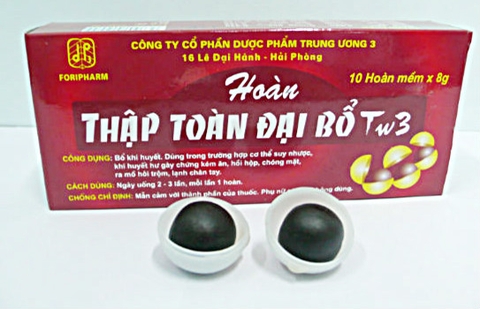 CÔNG TY CỔ PHẦN DƯỢC PHẨM TRUNG ƯƠNG 3
16 Lê Đại Hành - Hải Phòng
FORIPHARM
10 Hoàn mềm x 8g
Hoàn
THẬP TOÀN ĐẠI BỔ TW3
CÔNG DỤNG: Bổ khí huyết. Dùng trong trường hợp cơ thể suy nhược,
khí huyết hư gây chứng kém ăn, hồi hộp, chóng mặt,
ra mồ hôi trộm, lạnh chân tay.
CÁCH DÙNG: Ngày uống 2 - 3 lần, mỗi lần 1 hoàn.
CHỐNG CHỈ ĐỊNH: Mẫn cảm với thành phần của thuốc. Phụ nữ dùng.